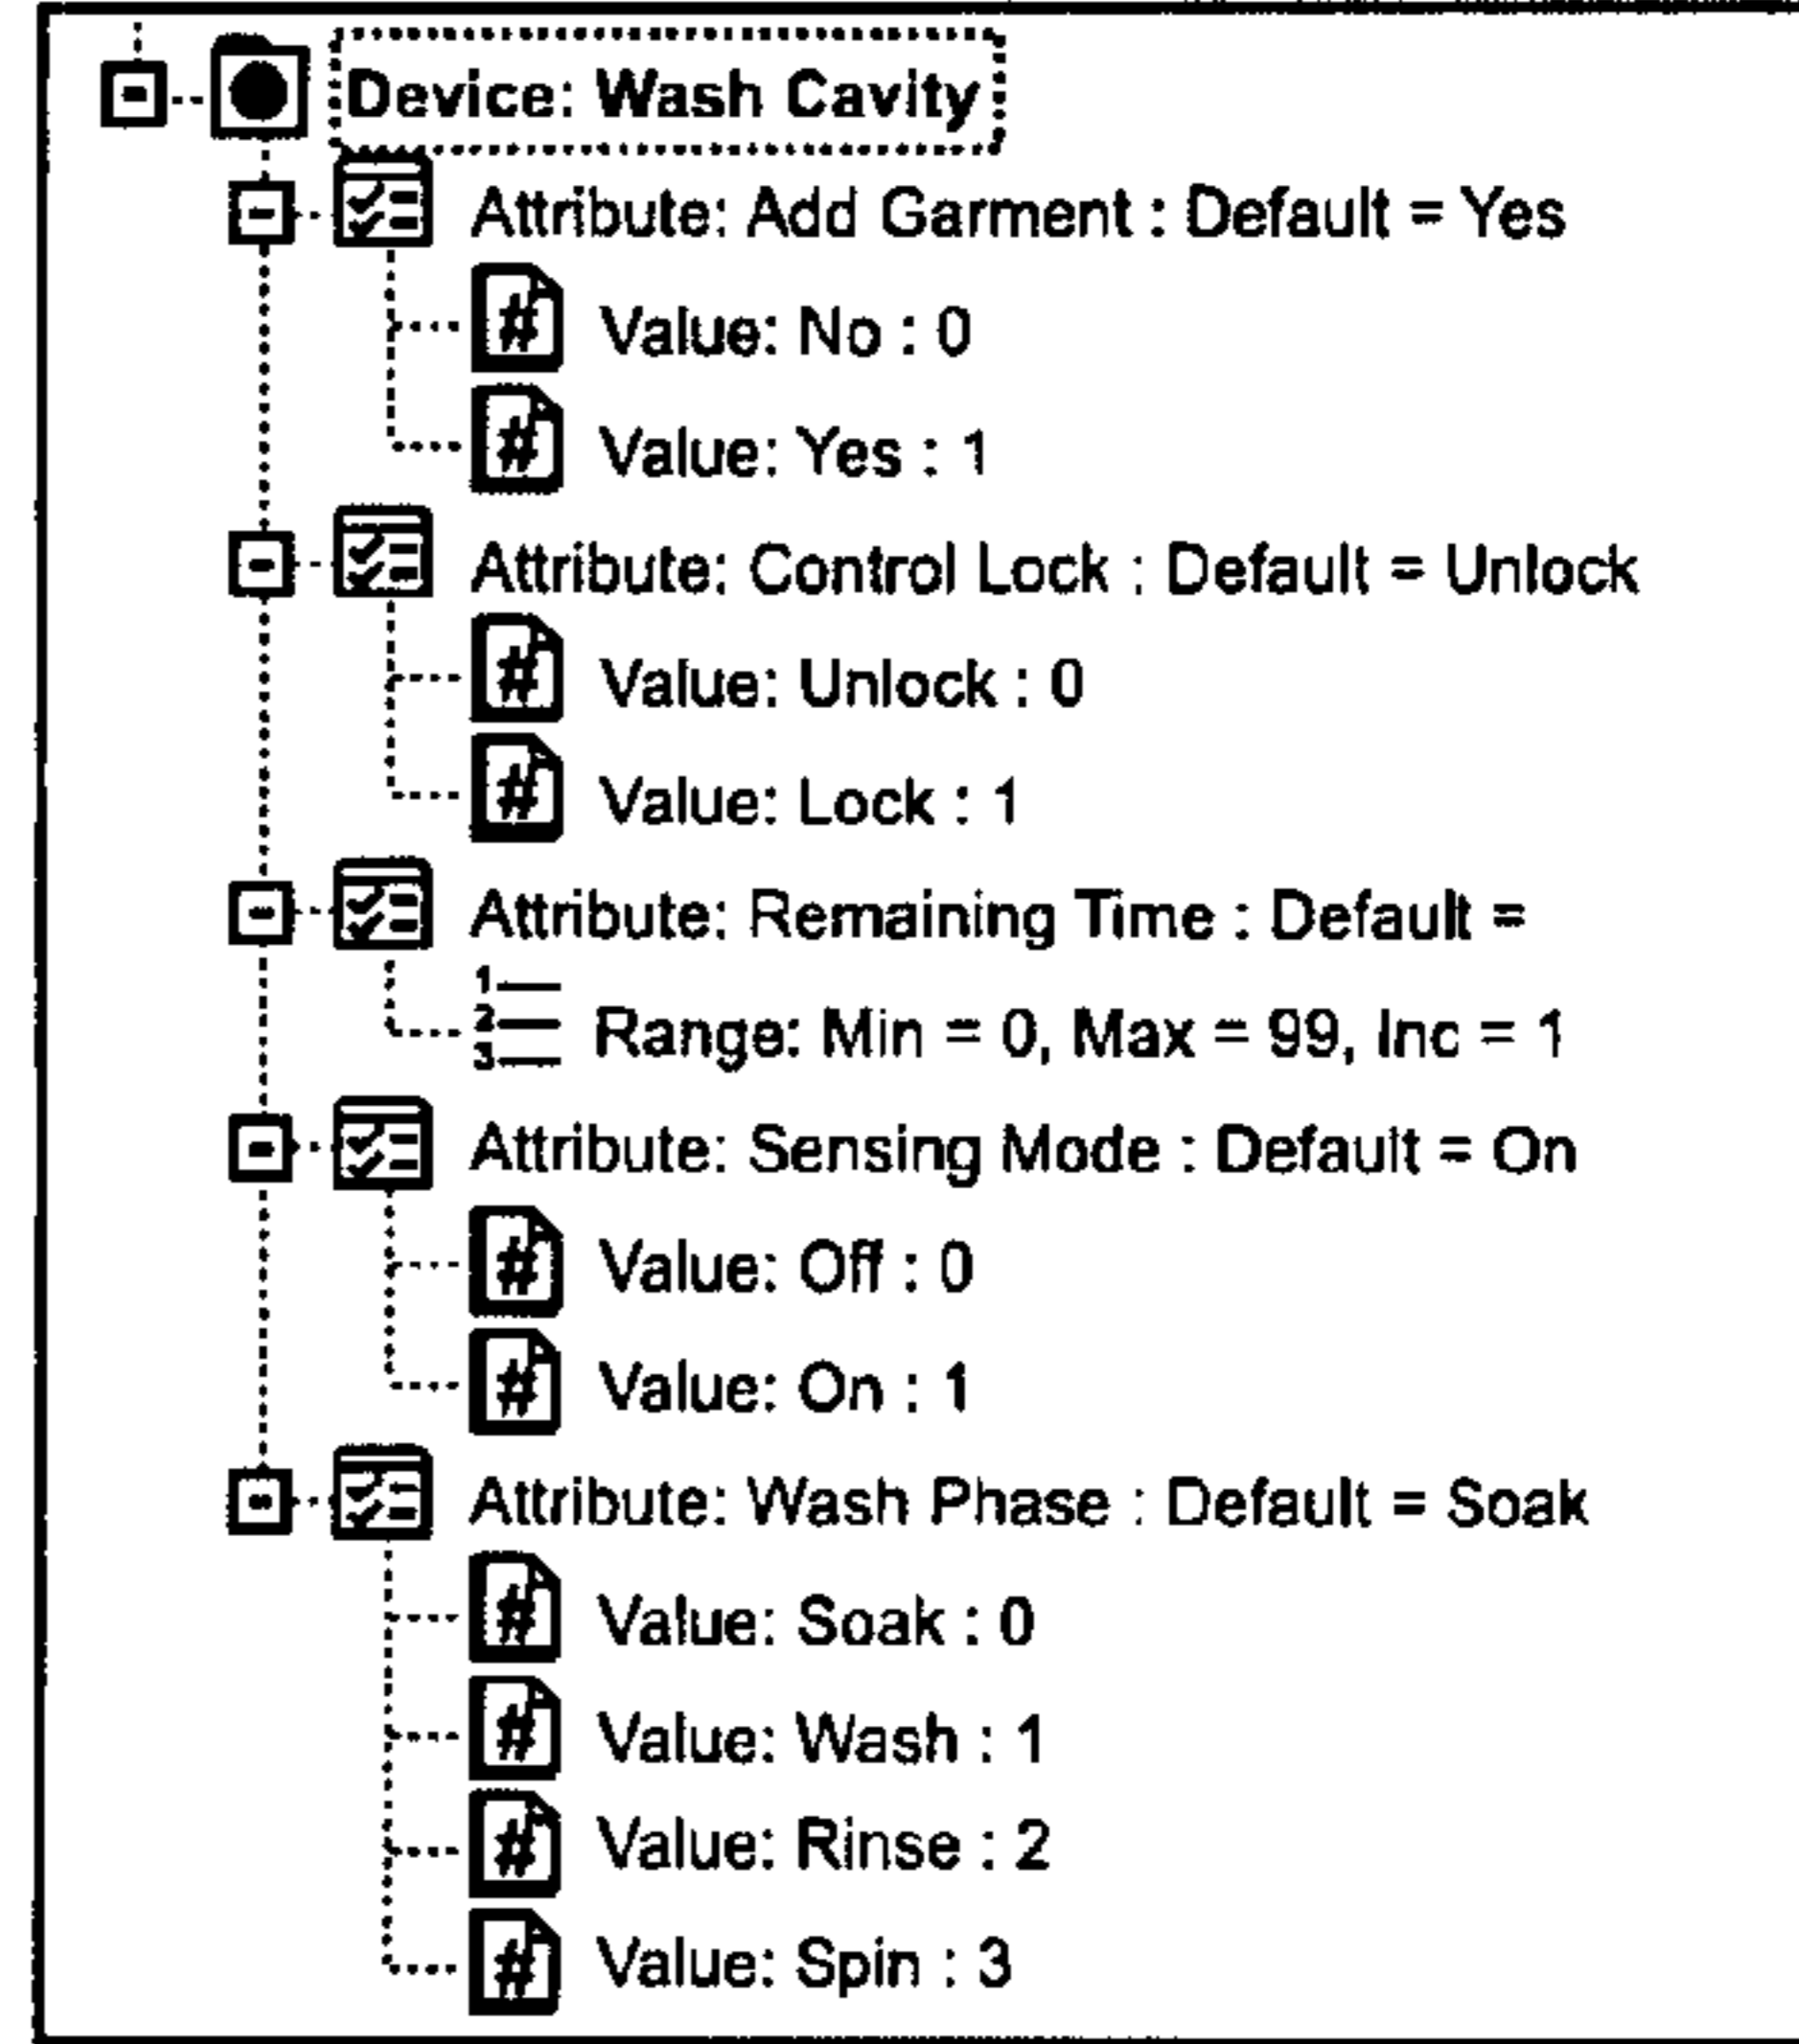 Device: Wash Cavity
Attribute: Add Garment : Default = Yes
# Value: No : 0
# Value: Yes : 1
Attribute: Control Lock : Default = Unlock
# Value: Unlock : 0
# Value: Lock : 1
Attribute: Remaining Time : Default =
1
2
3
Range: Min = 0, Max = 99, Inc = 1
Attribute: Sensing Mode : Default = On
# Value: Off : 0
# Value: On : 1
Attribute: Wash Phase : Default = Soak
# Value: Soak : 0
# Value: Wash : 1
# Value: Rinse : 2
# Value: Spin : 3